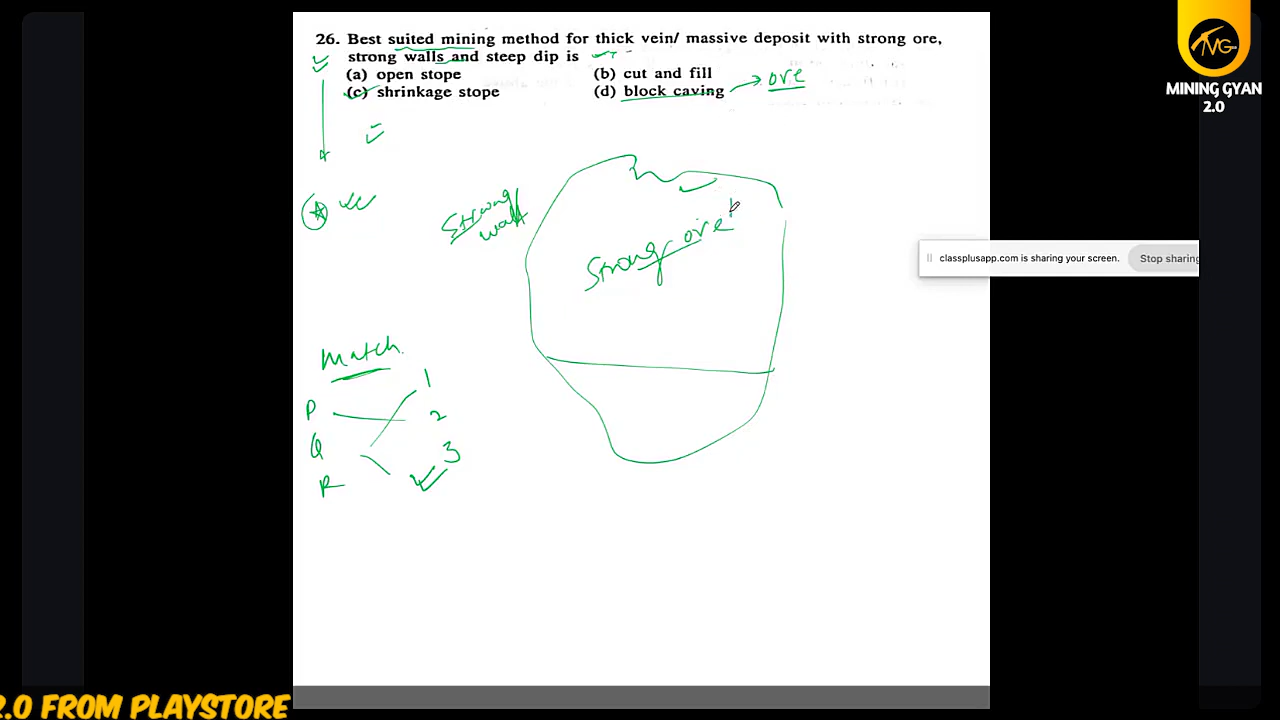 26. Best suited mining method for thick vein/ massive deposit with strong ore,
strong walls and steep dip is
(a) open stope (b) cut and fill
(c) shrinkage stope (d) block caving → ore
TVG
MINING GYAN
2.0
Strong
wall
Strong ore
classplusapp.com is sharing your screen. Stop sharing
Match
P 1
Q 2
R 3
4
2.0 FROM PLAYSTORE